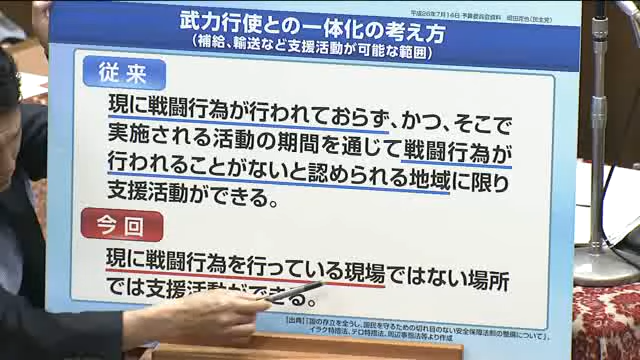 平成26年7月14日 予算委員会資料 岡田克也(民主党)
武力行使との一体化の考え方
(補給、輸送など支援活動が可能な範囲)
従来
現に戦闘行為が行われておらず、かつ、そこで
実施される活動の期間を通じて戦闘行為が
行われることがないと認められる地域に限り
支援活動ができる。
今回
現に戦闘行為を行っている現場ではない場所
では支援活動ができる。
【出典】「国の存立を全うし、国民を守るための切れ目のない安全保障法制の整備について」、
イラク特措法、テロ特措法、周辺事態法等より作成